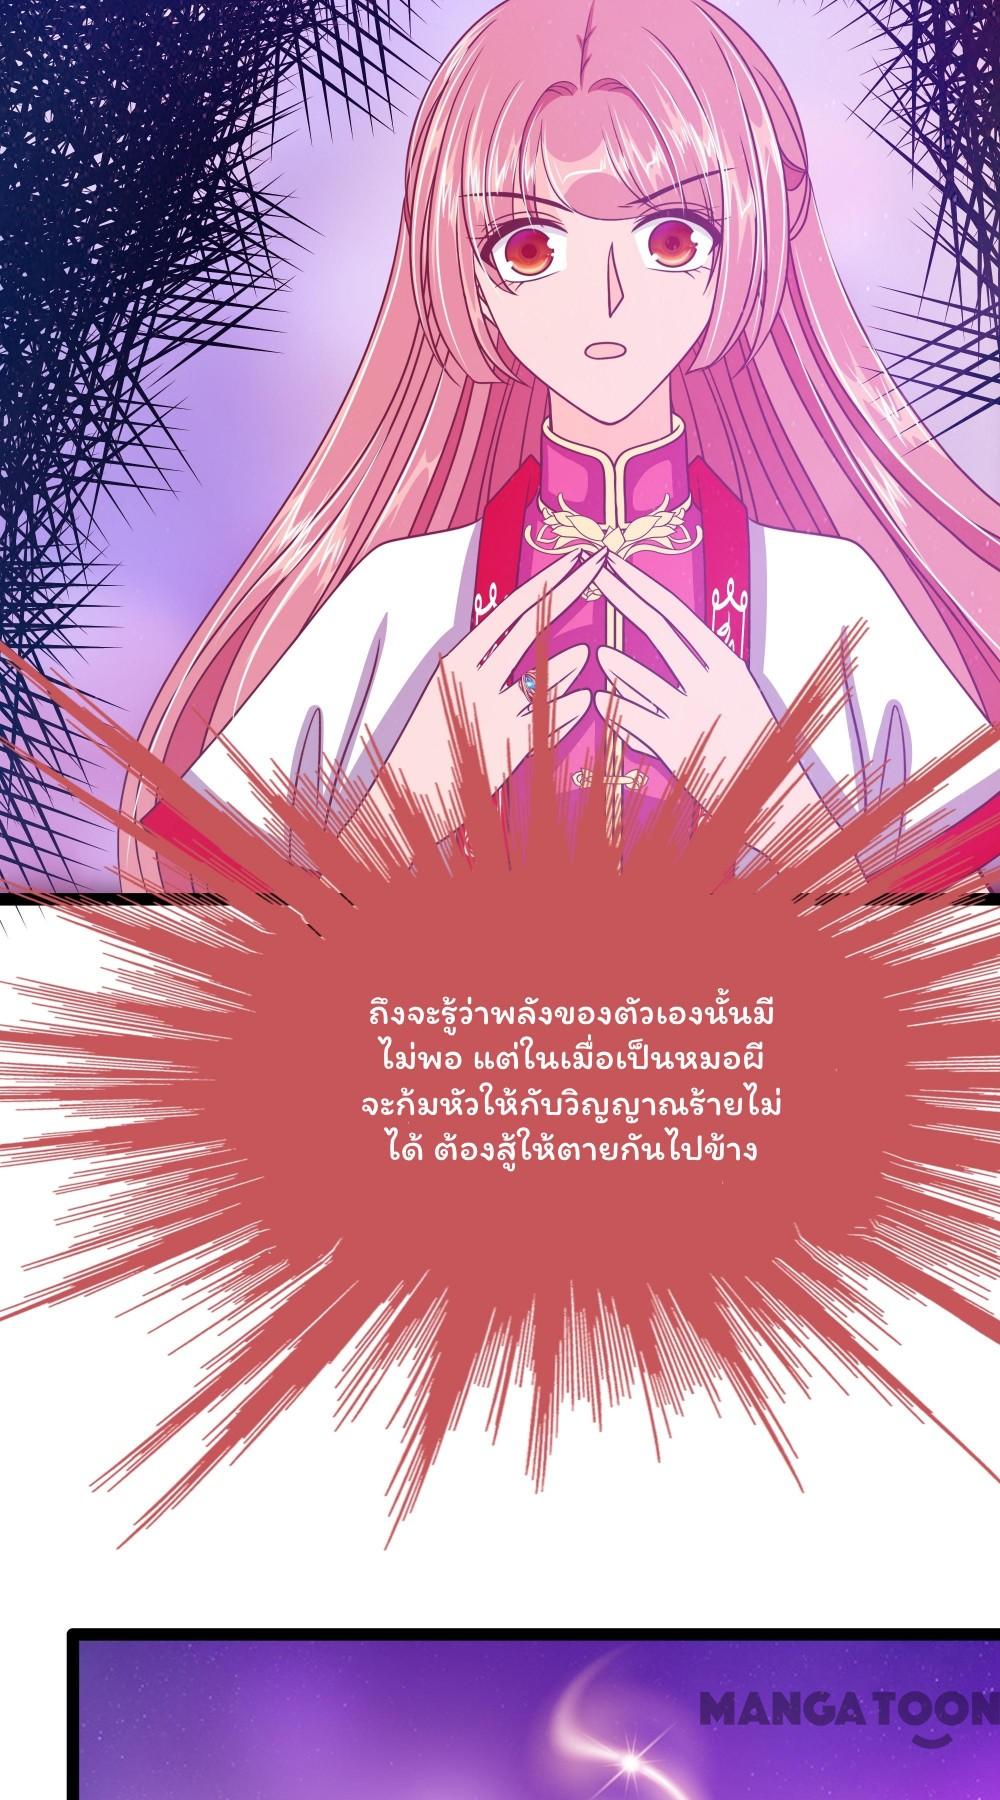 ถึงจะรู้ว่าพลังของตัวเองนั้นมี
ไม่พอ แต่ในเมื่อเป็นหมอผี
จะก้มหัวให้กับวิญญาณร้ายไม่
ได้ ต้องสู้ให้ตายกันไปข้าง
MANGATOON